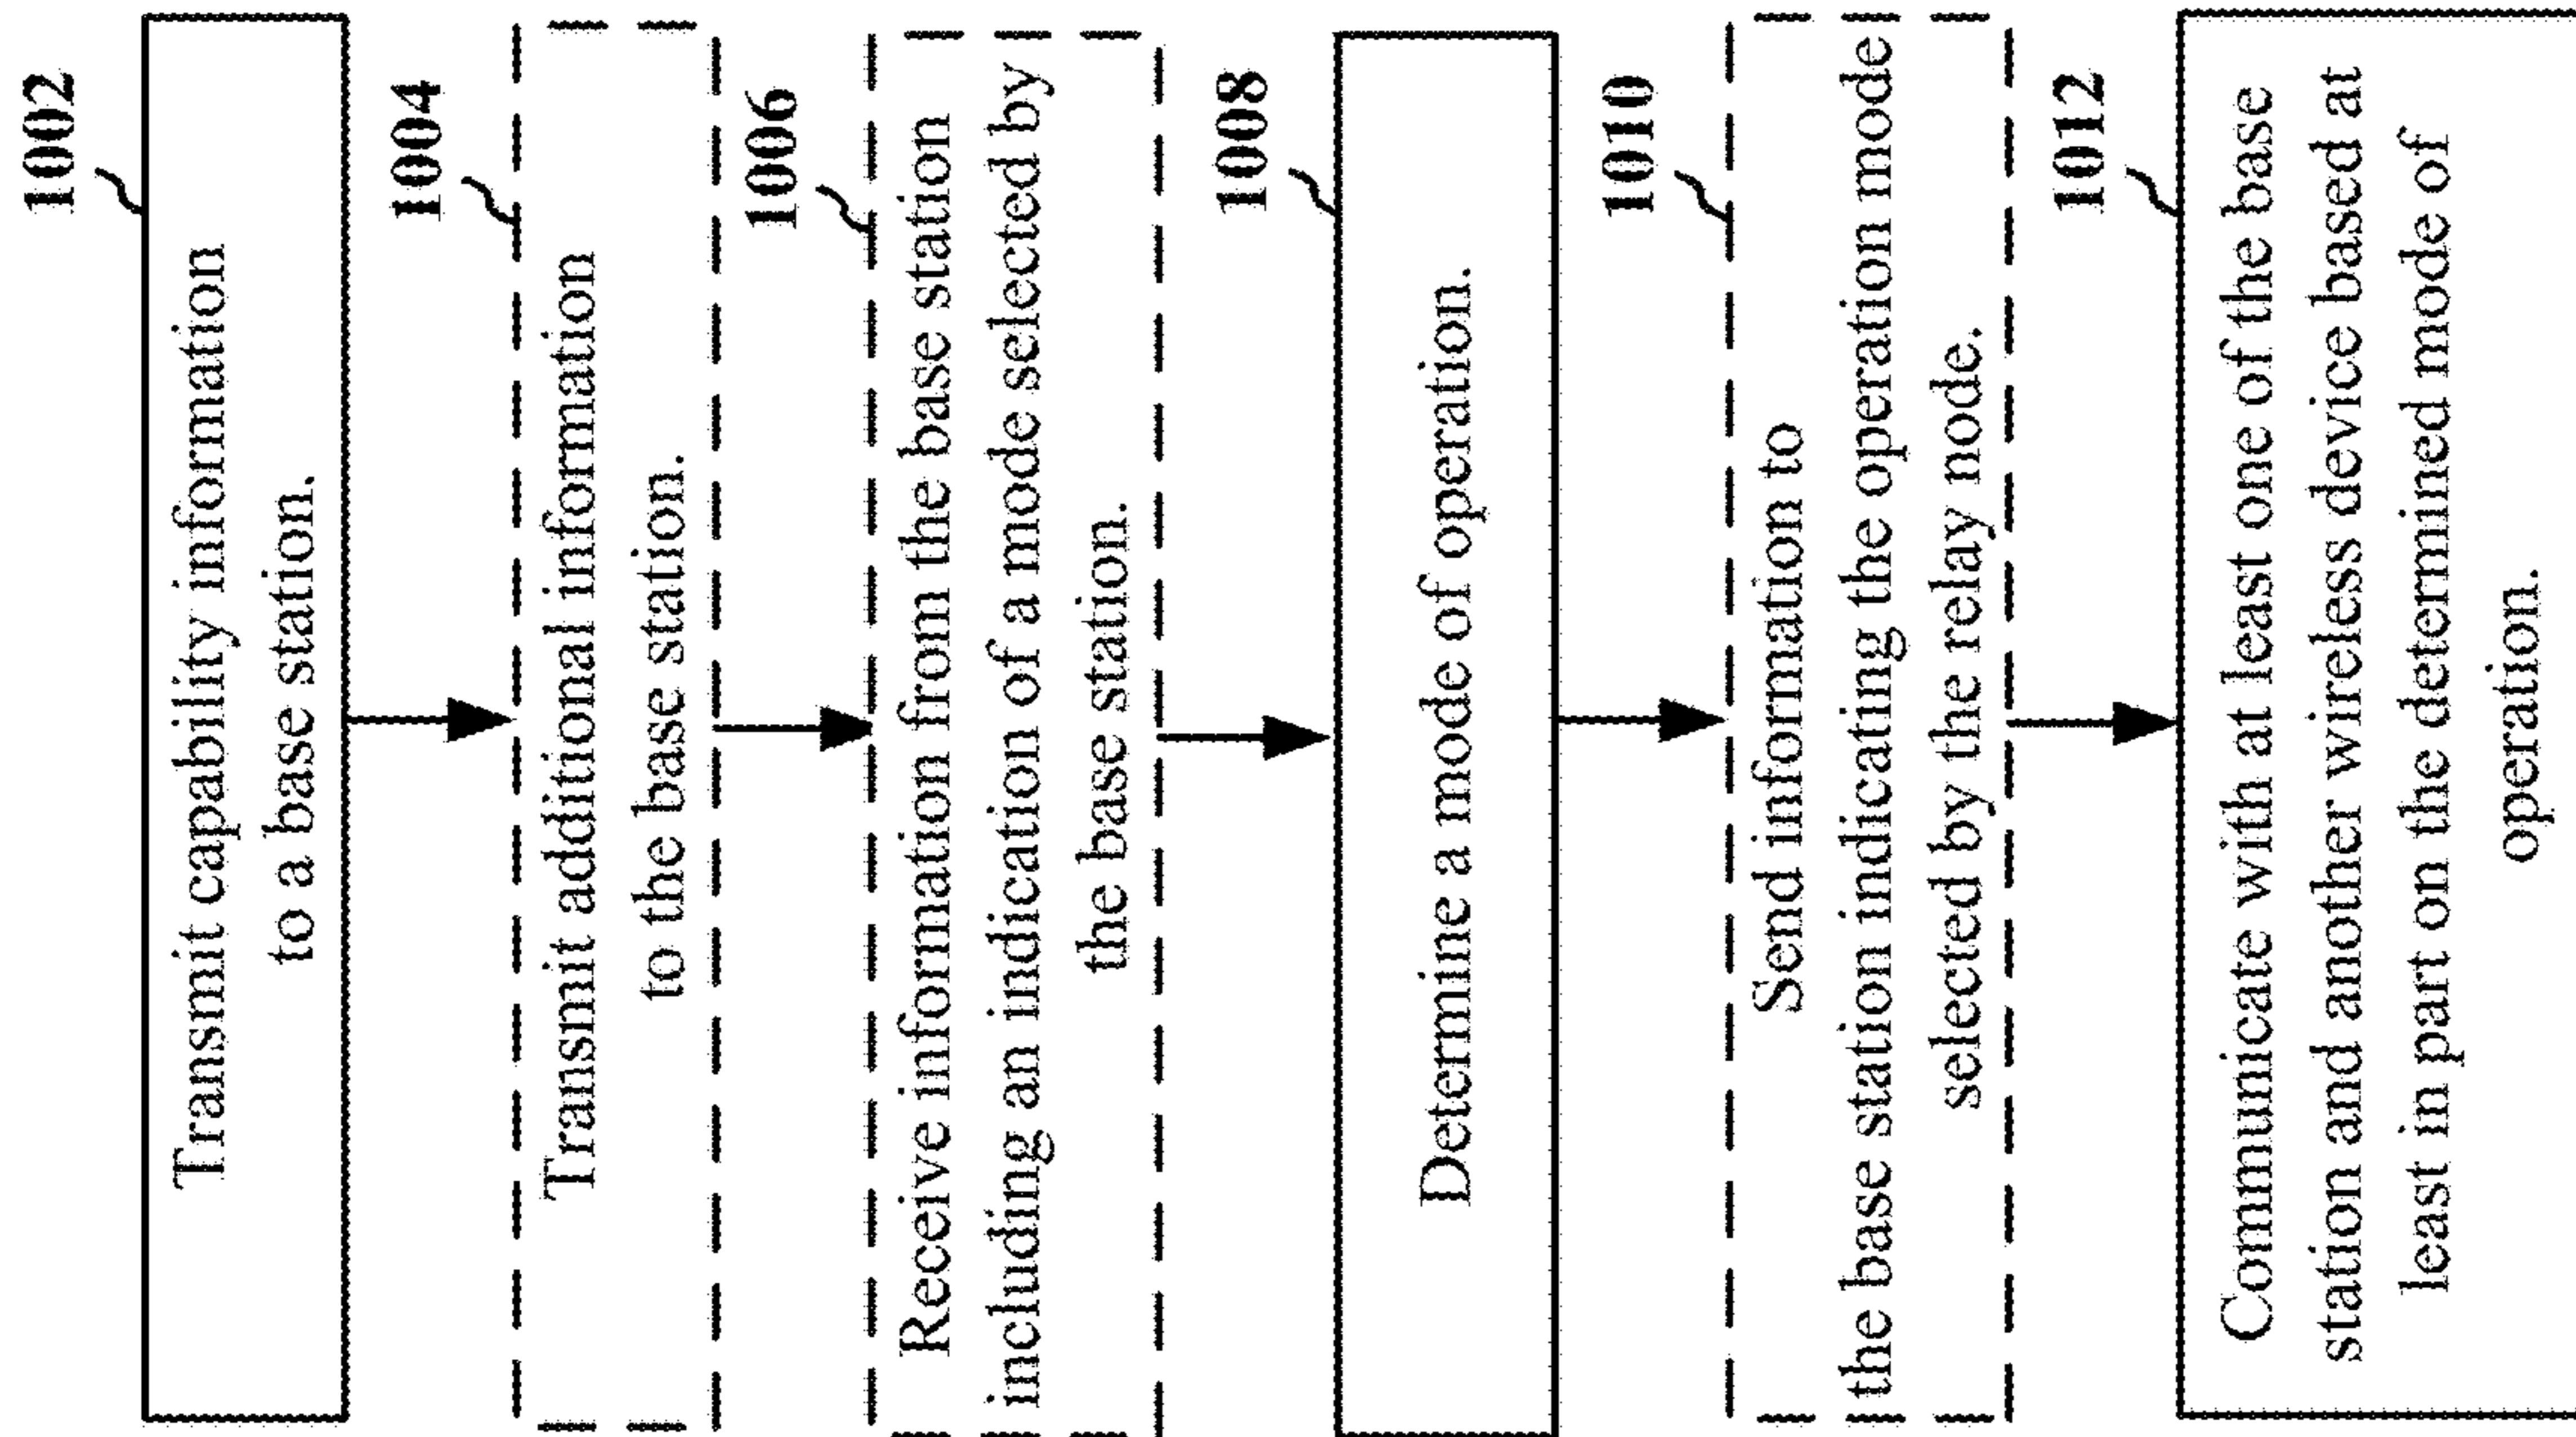 1002
Transmit capability information
to a base station.
1004
Transmit additional information
to the base station.
1006
Receive information from the base station
including an indication of a mode selected by
the base station.
1008
Determine a mode of operation.
1010
Send information to
the base station indicating the operation mode
selected by the relay node.
1012
Communicate with at least one of the base
station and another wireless device based at
least in part on the determined mode of
operation.